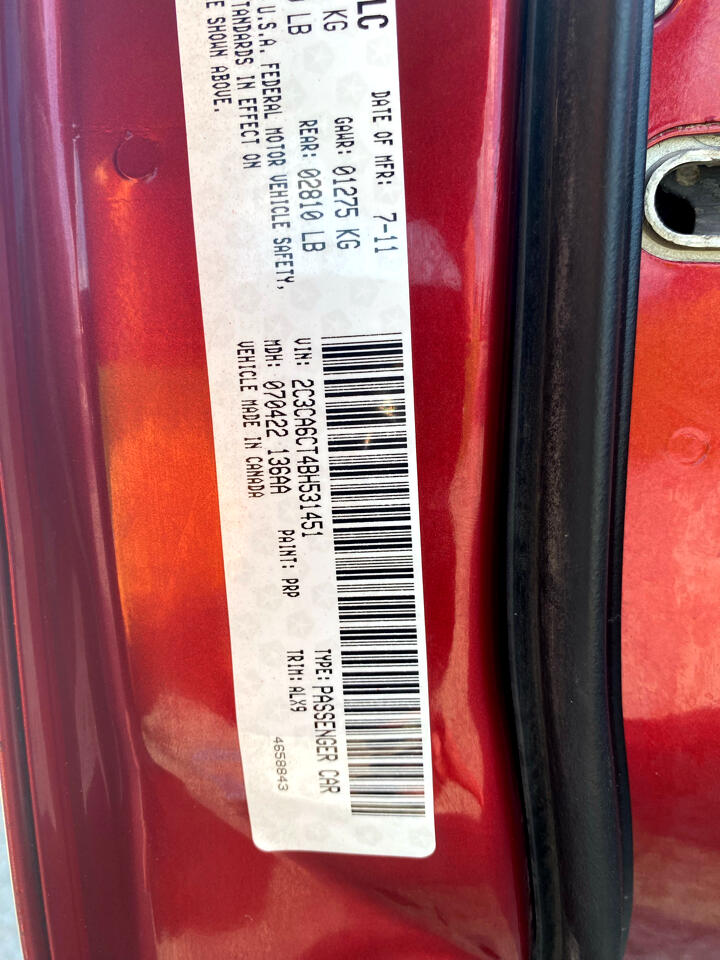 LC
DATE OF MFR: 7-11
KG
GAWR: 01275 KG
LB
REAR: 02810 LB
U.S.A. FEDERAL MOTOR VEHICLE SAFETY,
TANDARDS IN EFFECT ON
E SHOWN ABOVE.
VIN: 2C3CA6CT4BH531451
TYPE: PASSENGER CAR
MDH: 070422 136AA
PAINT: PRP
TRIM: ALX9
VEHICLE MADE IN CANADA
4658843